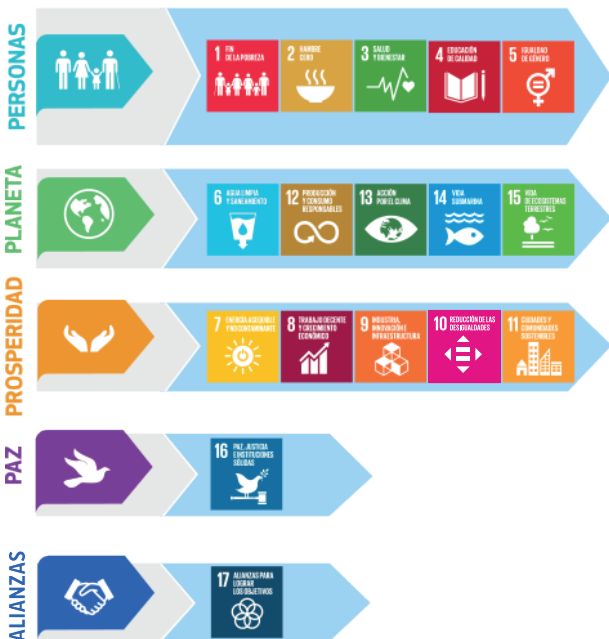 PERSONAS
1 FIN
DE LA POBREZA
2 HAMBRE
CERO
3 SALUD
Y BIENESTAR
4 EDUCACIÓN
DE CALIDAD
5 IGUALDAD
DE GÉNERO
PLANETA
6 AGUA LIMPIA
Y SANEAMIENTO
12 PRODUCCIÓN
Y CONSUMO
RESPONSABLES
13 ACCIÓN
POR EL CLIMA
14 VIDA
SUBMARINA
15 VIDA
DE ECOSISTEMAS
TERRESTRES
PROSPERIDAD
7 ENERGÍA ASEQUIBLE
Y NO CONTAMINANTE
8 TRABAJO DECENTE
Y CRECIMIENTO
ECONÓMICO
9 INDUSTRIA,
INNOVACIÓN E
INFRAESTRUCTURA
10 REDUCCIÓN DE LAS
DESIGUALDADES
11 CIUDADES Y
COMUNIDADES
SOSTENIBLES
PAZ
16 PAZ, JUSTICIA
E INSTITUCIONES
SÓLIDAS
ALIANZAS
17 ALIANZAS PARA
LOGRAR
LOS OBJETIVOS